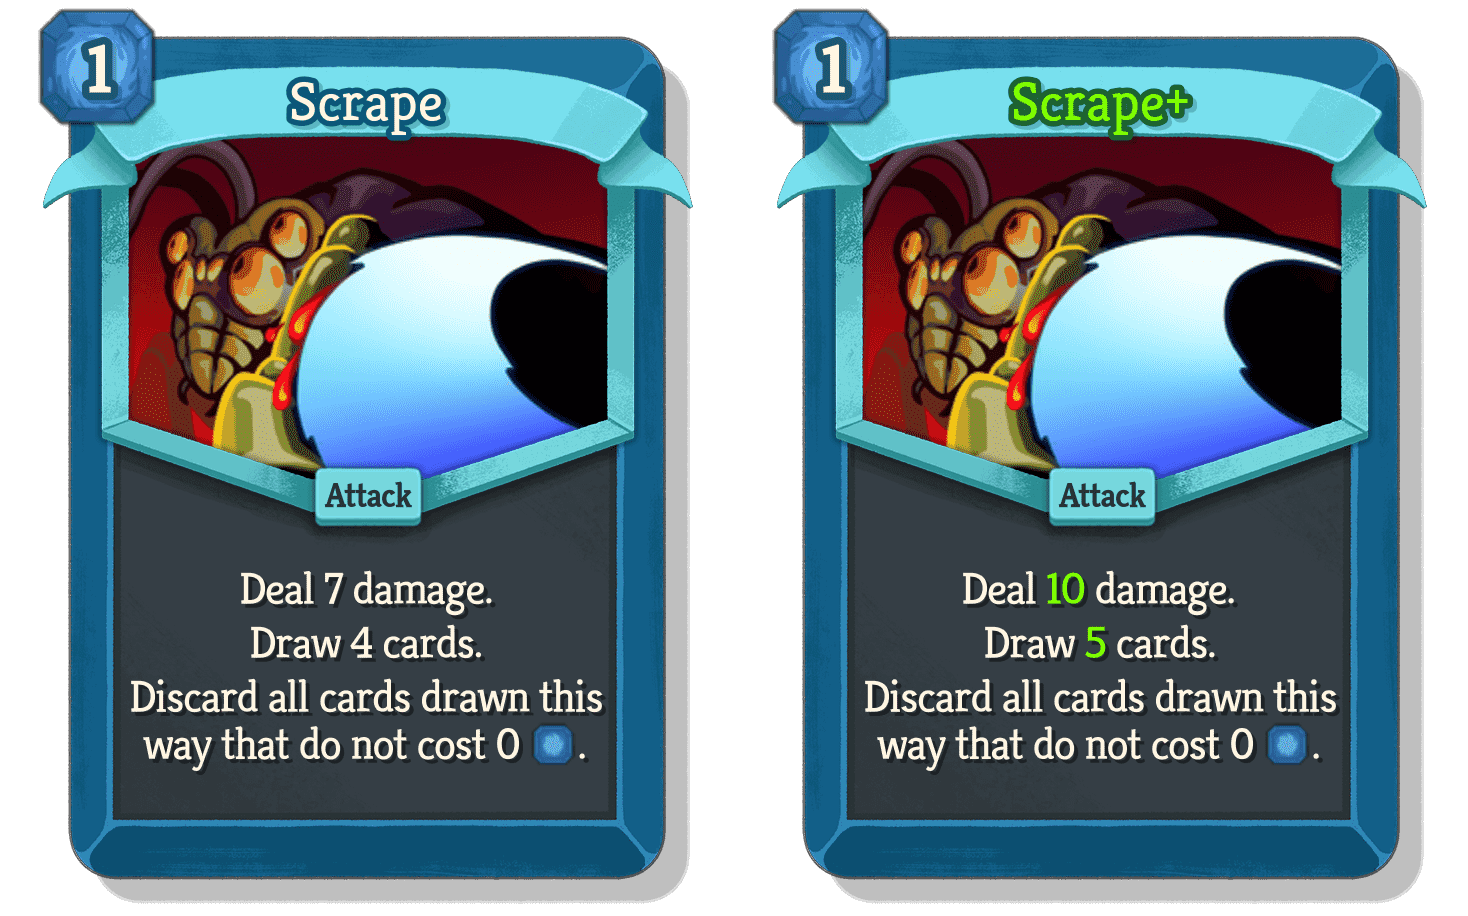 1
Scrape
Attack
Deal 7 damage.
Draw 4 cards.
Discard all cards drawn this
way that do not cost 0 .
1
Scrape+
Attack
Deal 10 damage.
Draw 5 cards.
Discard all cards drawn this
way that do not cost 0 .